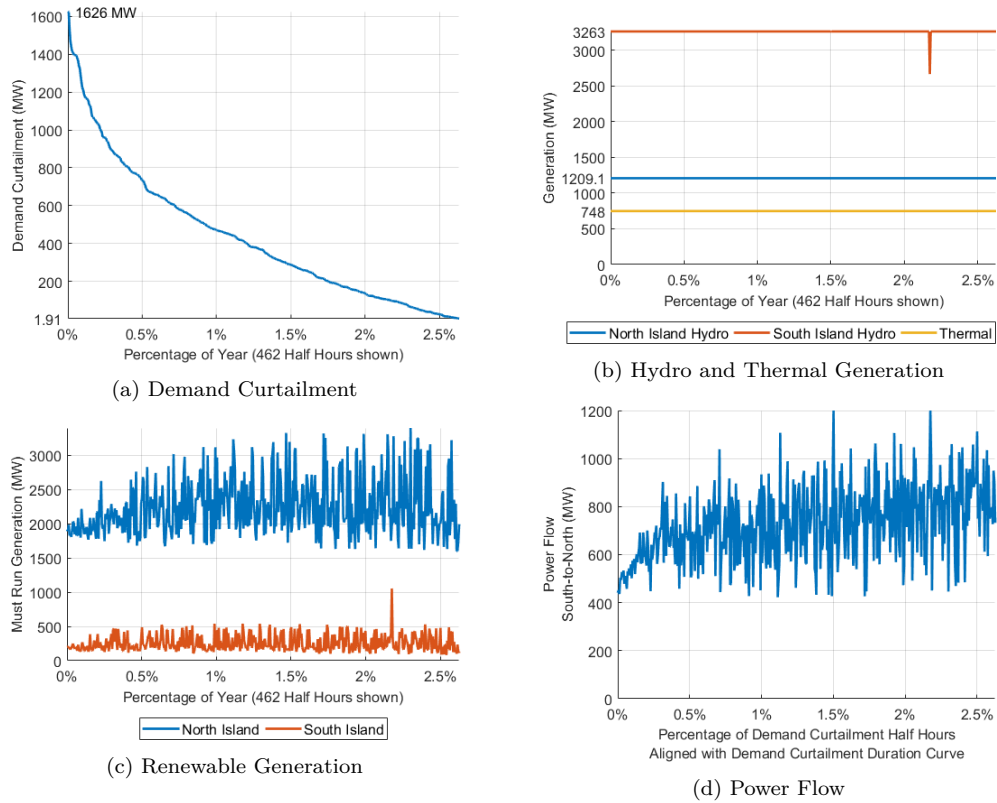 1626 MW
1600
1400
1200
1000
800
600
400
200
1.91
Demand Curtailment (MW)
0% 0.5% 1% 1.5% 2% 2.5%
Percentage of Year (462 Half Hours shown)
(a) Demand Curtailment
3263
3000
2500
2000
1500
1209.1
1000
748
500
0
Generation (MW)
0% 0.5% 1% 1.5% 2% 2.5%
Percentage of Year (462 Half Hours shown)
North Island Hydro South Island Hydro Thermal
(b) Hydro and Thermal Generation
3000
2500
2000
1500
1000
500
0
Must Run Generation (MW)
0% 0.5% 1% 1.5% 2% 2.5%
Percentage of Year (462 Half Hours shown)
North Island South Island
(c) Renewable Generation
1200
1000
800
600
400
200
0
Power Flow
South-to-North (MW)
0% 0.5% 1% 1.5% 2% 2.5%
Percentage of Demand Curtailment Half Hours
Aligned with Demand Curtailment Duration Curve
(d) Power Flow